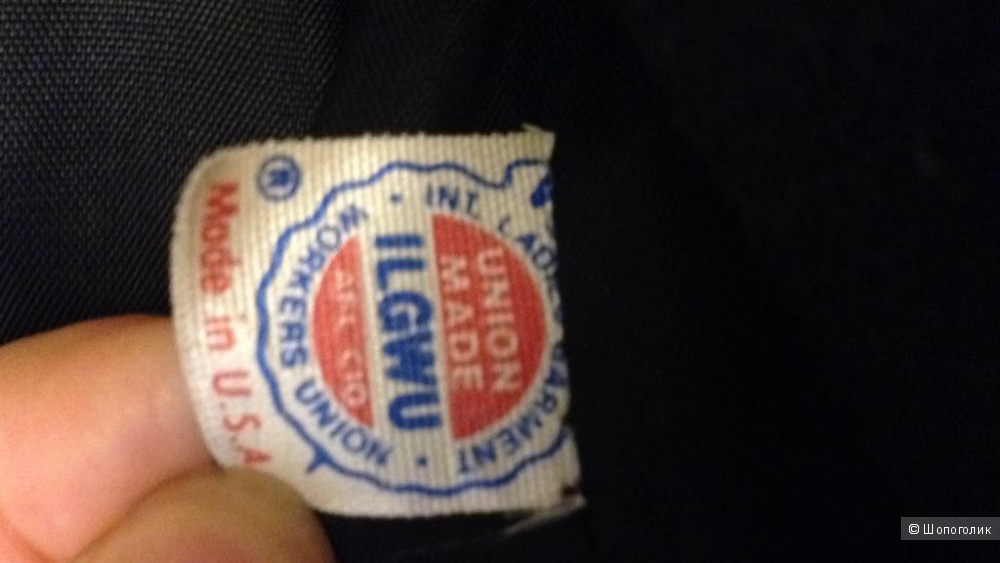 INT. LADIES GARMENT
WORKERS UNION
UNION
MADE
ILGWU
AFL-CIO
®
Made in U.S.A
© Шопоголик